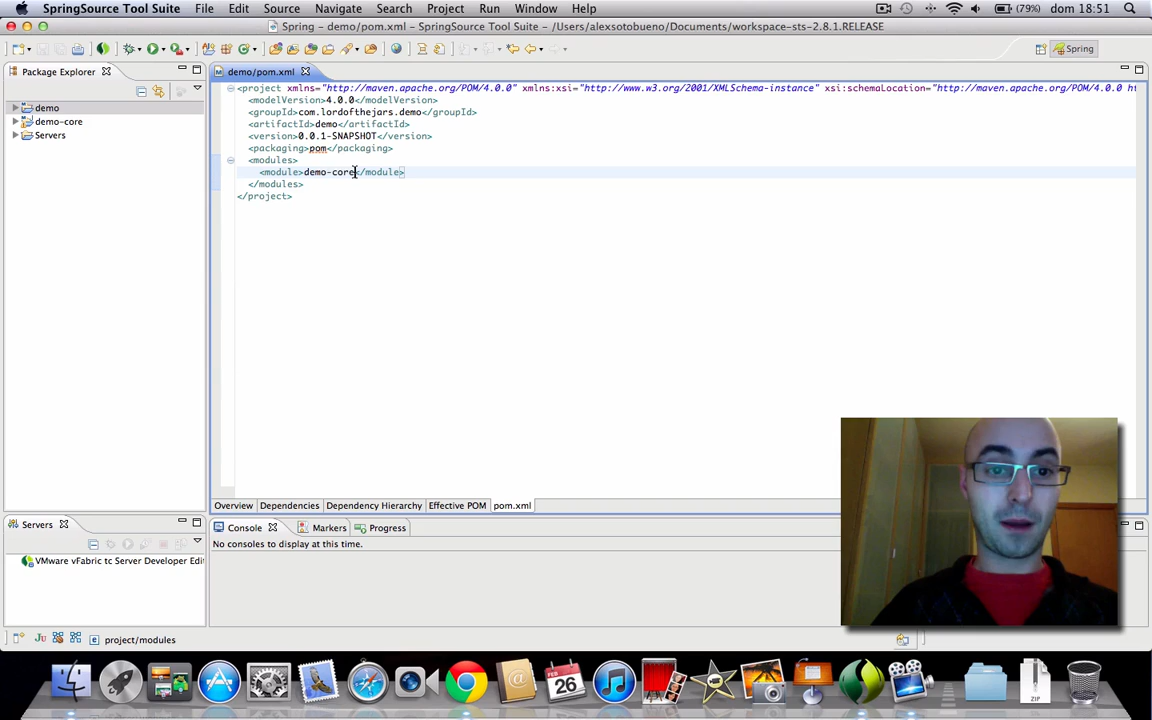 SpringSource Tool Suite File Edit Source Navigate Search Project Run Window Help (79%) dom 18:51
Spring – demo/pom.xml – SpringSource Tool Suite – /Users/alexsotobueno/Documents/workspace-sts-2.8.1.RELEASE
Spring
Package Explorer
demo
demo-core
Servers
demo/pom.xml
<project xmlns="http://maven.apache.org/POM/4.0.0" xmlns:xsi="http://www.w3.org/2001/XMLSchema-instance" xsi:schemaLocation="http://maven.apache.org/POM/4.0.0 ht
<modelVersion>4.0.0</modelVersion>
<groupId>com.lordofthejars.demo</groupId>
<artifactId>demo</artifactId>
<version>0.0.1-SNAPSHOT</version>
<packaging>pom</packaging>
<modules>
<module>demo-core</module>
</modules>
</project>
Overview Dependencies Dependency Hierarchy Effective POM pom.xml
Servers
VMware vFabric tc Server Developer Edit
Console Markers Progress
No consoles to display at this time.
Ju project/modules
FEB
26
ZIP